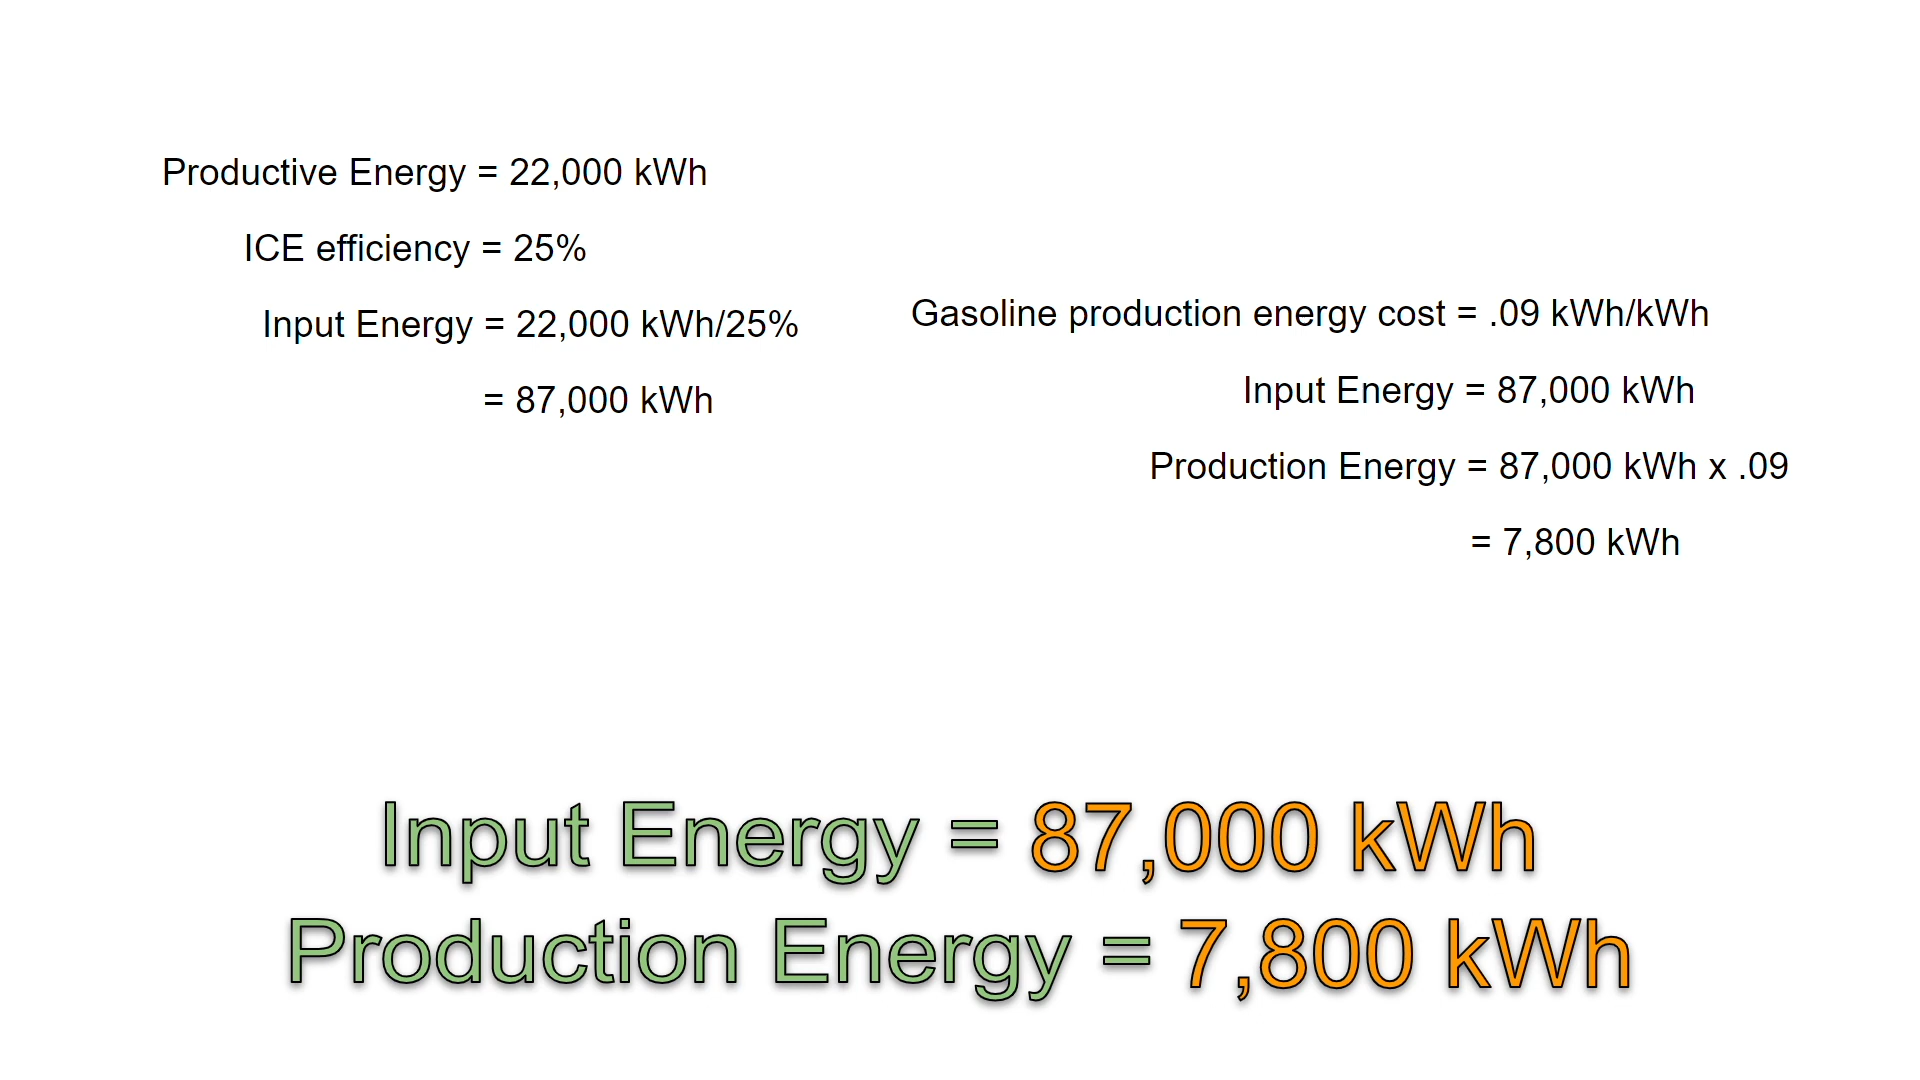 Productive Energy = 22,000 kWh
ICE efficiency = 25%
Input Energy = 22,000 kWh/25%
= 87,000 kWh
Gasoline production energy cost = .09 kWh/kWh
Input Energy = 87,000 kWh
Production Energy = 87,000 kWh x .09
= 7,800 kWh
Input Energy = 87,000 kWh
Production Energy = 7,800 kWh